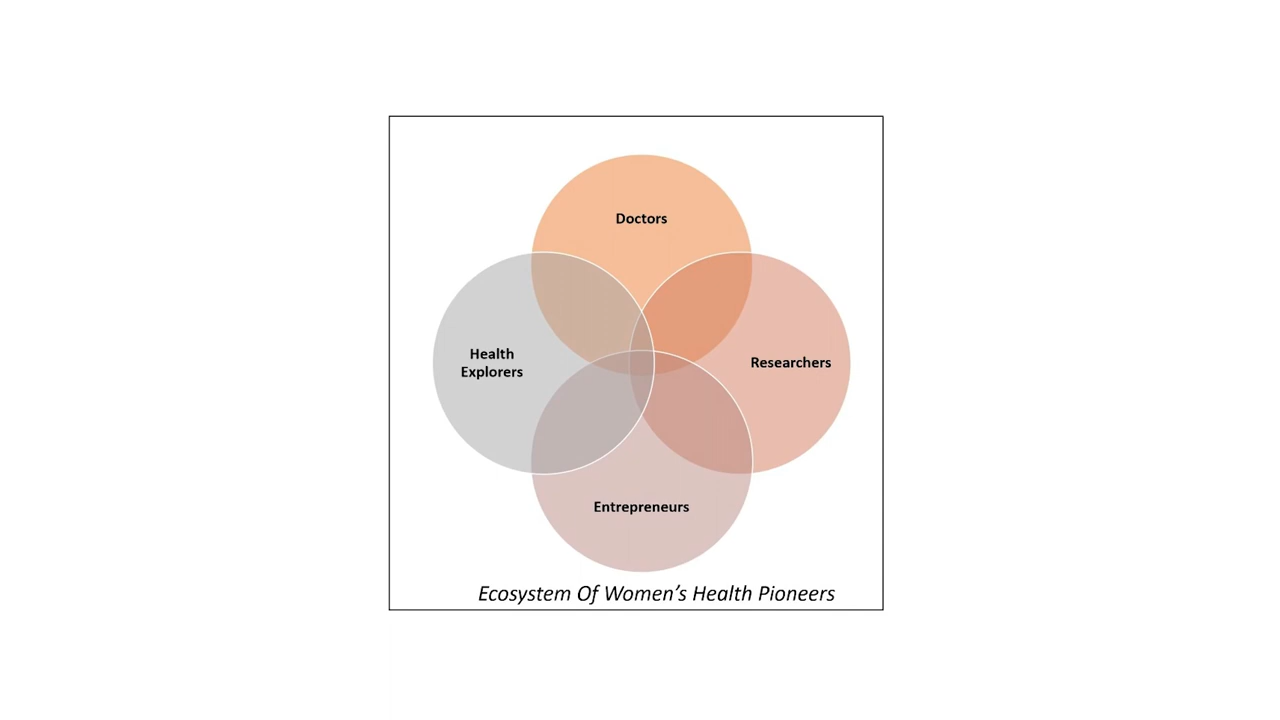 Doctors
Health
Explorers
Researchers
Entrepreneurs
Ecosystem Of Women’s Health Pioneers